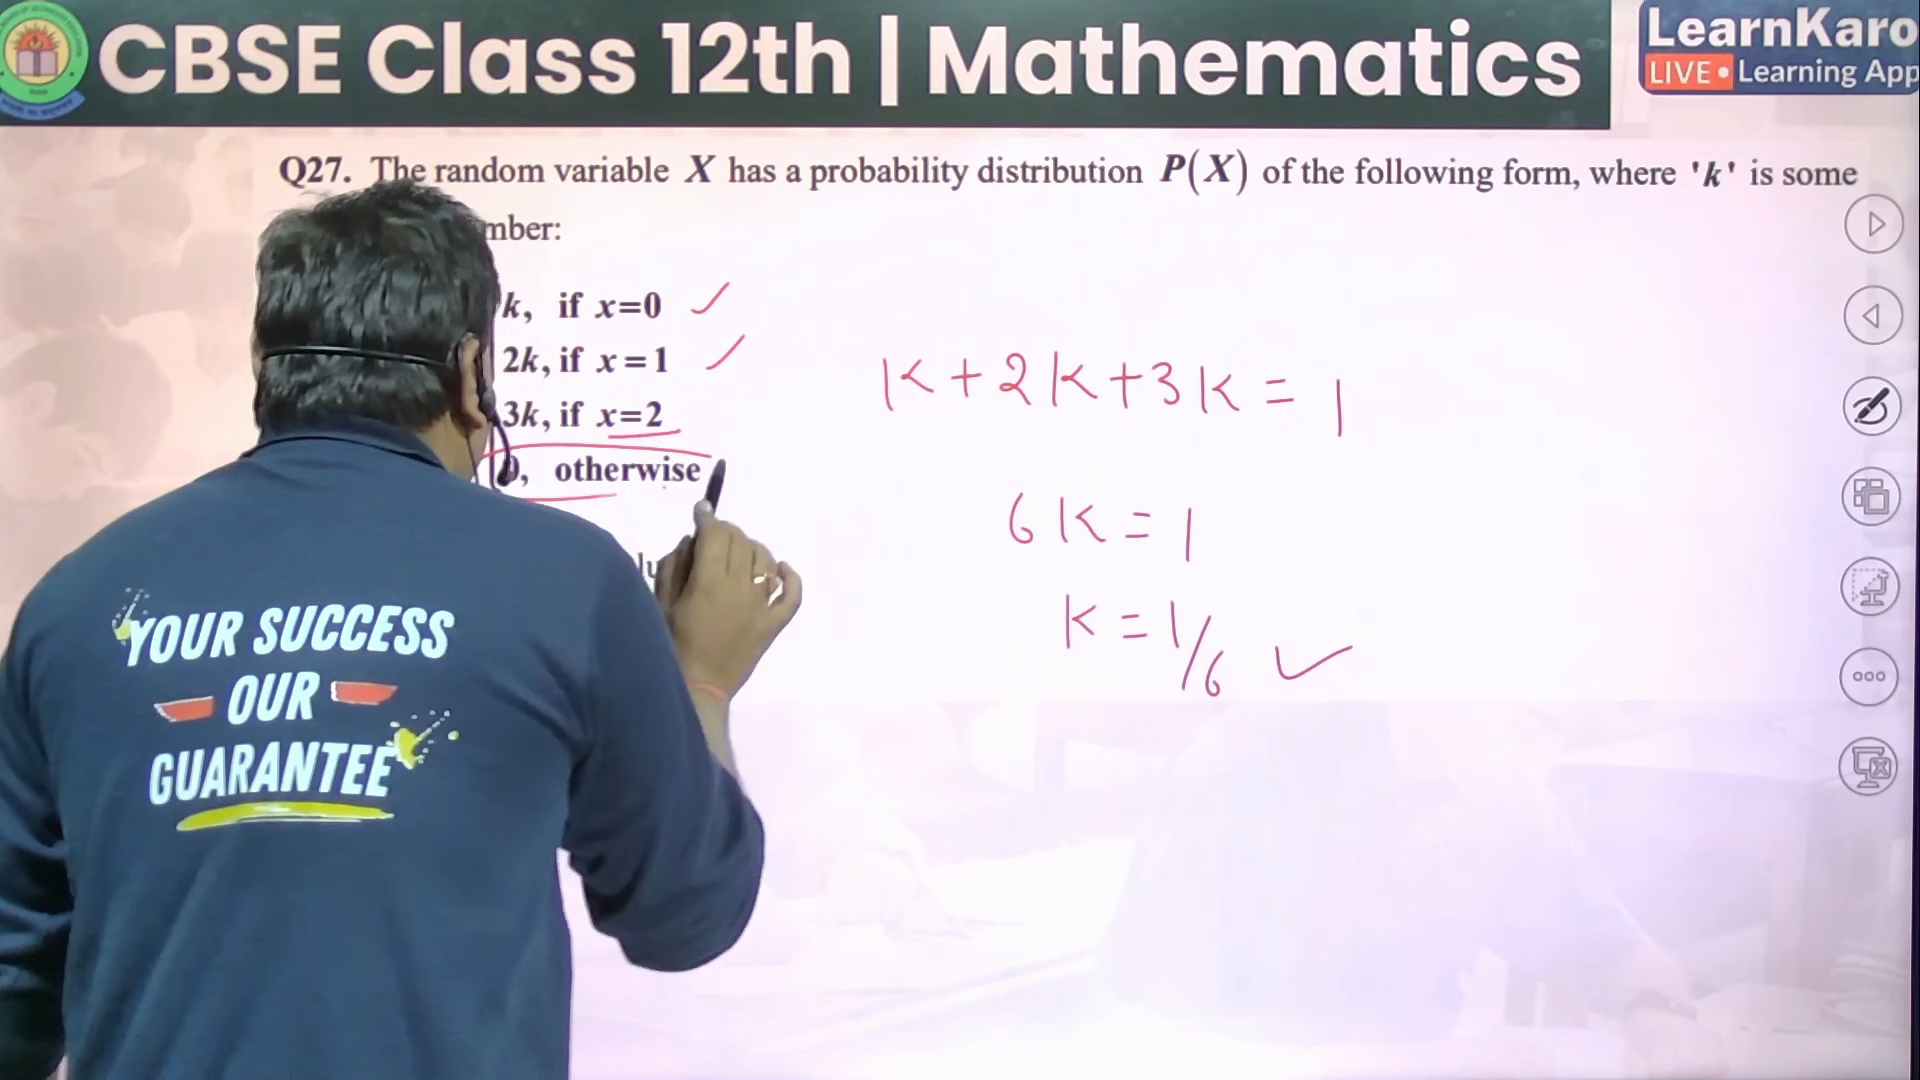 CBSE Class 12th | Mathematics
LearnKaro
LIVE • Learning App
Q27. The random variable X has a probability distribution P(X) of the following form, where 'k' is some
mber:
k, if x=0
2k, if x=1
3k, if x=2
0, otherwise
K+2K+3K = 1
6K = 1
K = 1/6
YOUR SUCCESS
OUR
GUARANTEE